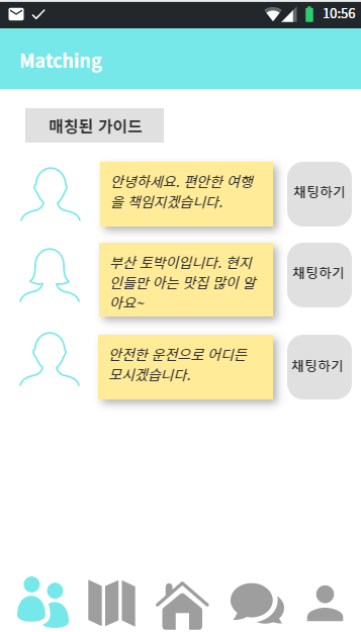 10:56
Matching
매칭된 가이드
안녕하세요. 편안한 여행
을 책임지겠습니다.
채팅하기
부산 토박이입니다. 현지
인들만 아는 맛집 많이 알
아요~
채팅하기
안전한 운전으로 어디든
모시겠습니다.
채팅하기